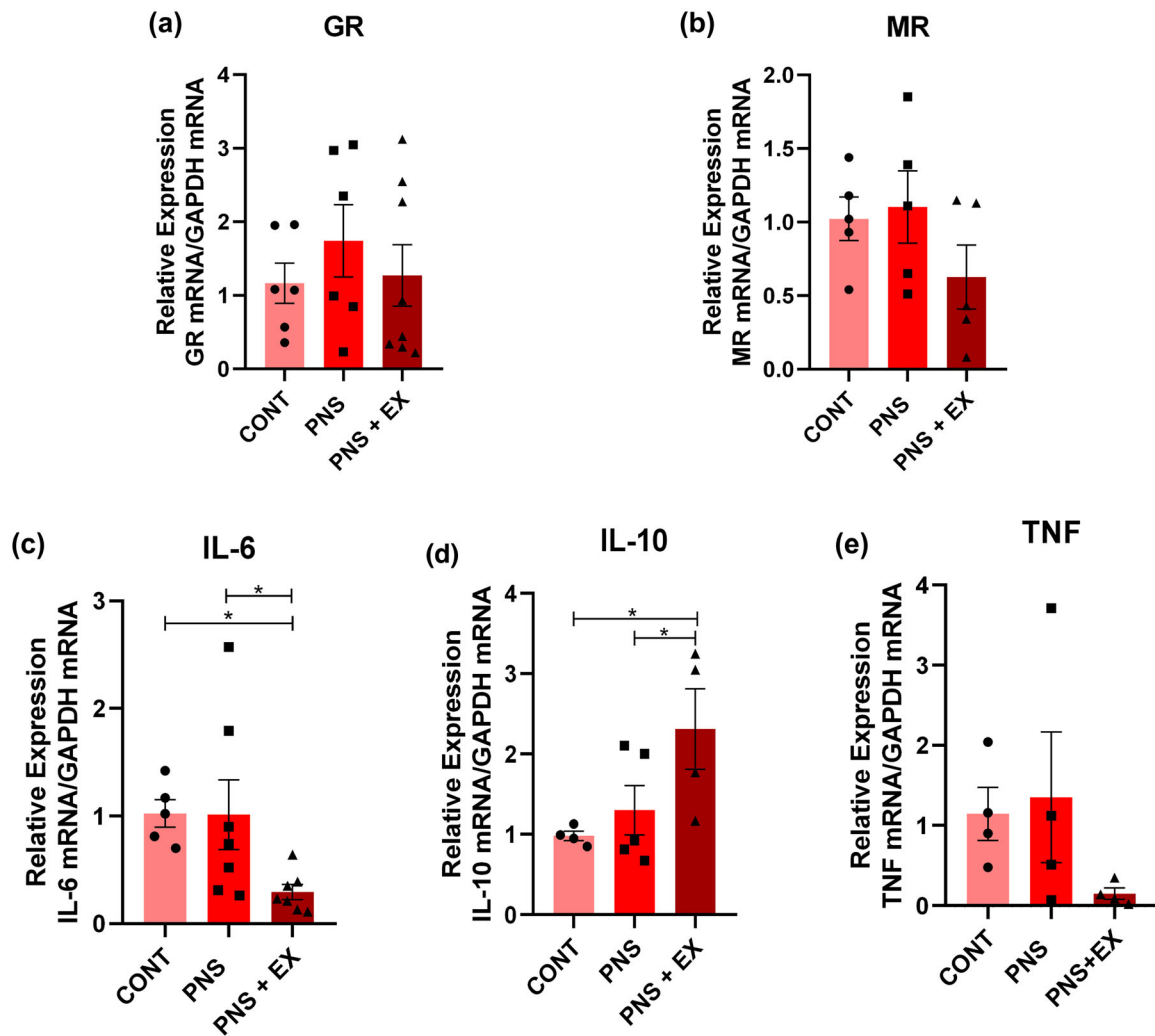 (a)
GR
Relative Expression
GR mRNA/GAPDH mRNA
4
3
2
1
0
CONT
PNS
PNS + EX
(b)
MR
Relative Expression
MR mRNA/GAPDH mRNA
2.0
1.5
1.0
0.5
0.0
CONT
PNS
PNS + EX
(c)
IL-6
Relative Expression
IL-6 mRNA/GAPDH mRNA
3
2
1
0
*
*
CONT
PNS
PNS + EX
(d)
IL-10
Relative Expression
IL-10 mRNA/GAPDH mRNA
4
3
2
1
0
*
*
CONT
PNS
PNS + EX
(e)
TNF
Relative Expression
TNF mRNA/GAPDH mRNA
4
3
2
1
0
CONT
PNS
PNS+EX